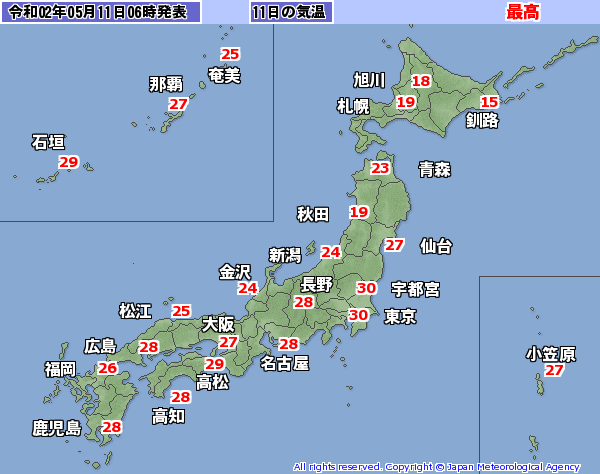 令和02年05月11日06時発表 11日の気温 最高
25
奄美
那覇
27
石垣
29
旭川
18
札幌 19
15
釧路
23
青森
秋田 19
27 仙台
新潟 24
金沢
24
長野
28
30 宇都宮
30 東京
松江 25
大阪
27
広島
28
28
名古屋
福岡 26
29
高松
28
高知
鹿児島 28
小笠原
27
All rights reserved. Copyright © Japan Meteorological Agency